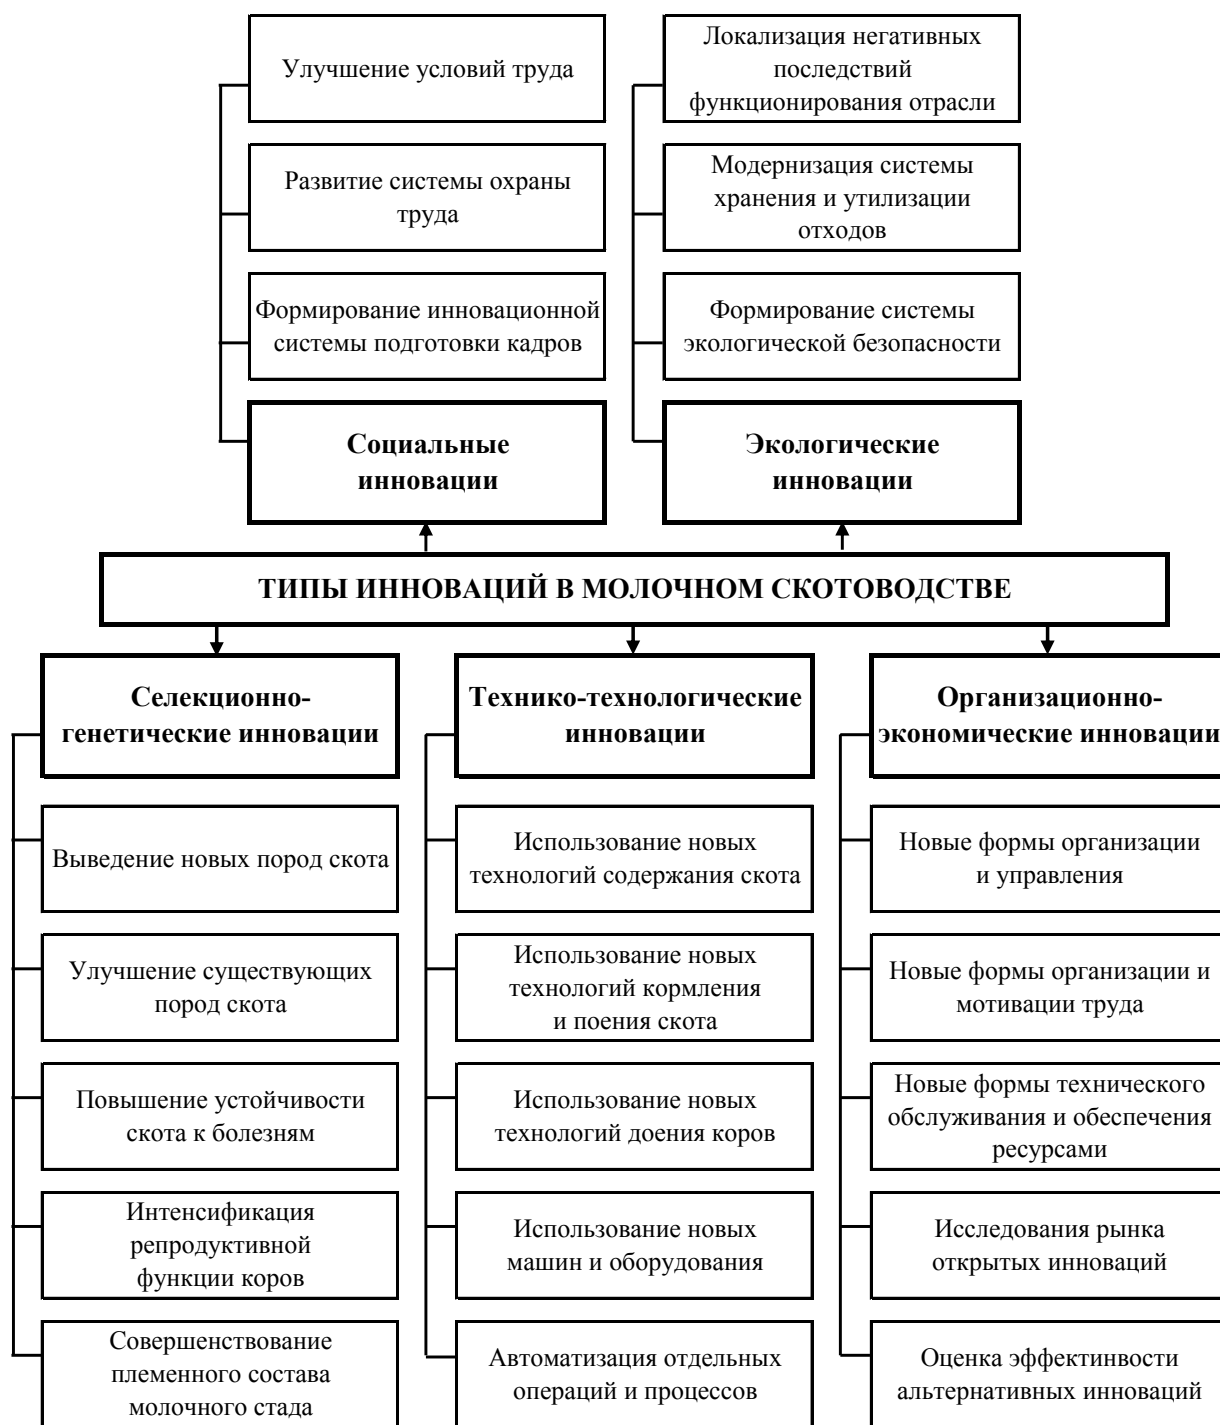 Улучшение условий труда
Локализация негативных
последствий
функционирования отрасли
Развитие системы охраны
труда
Модернизация системы
хранения и утилизации
отходов
Формирование инновационной
системы подготовки кадров
Формирование системы
экологической безопасности
Социальные
инновации
Экологические
инновации
ТИПЫ ИННОВАЦИЙ В МОЛОЧНОМ СКОТОВОДСТВЕ
Селекционно-
генетические инновации
Технико-технологические
инновации
Организационно-
экономические инновации
Выведение новых пород скота
Использование новых
технологий содержания скота
Новые формы организации
и управления
Улучшение существующих
пород скота
Использование новых
технологий кормления
и поения скота
Новые формы организации и
мотивации труда
Повышение устойчивости
скота к болезням
Использование новых
технологий доения коров
Новые формы технического
обслуживания и обеспечения
ресурсами
Интенсификация
репродуктивной
функции коров
Использование новых
машин и оборудования
Исследования рынка
открытых инноваций
Совершенствование
племенного состава
молочного стада
Автоматизация отдельных
операций и процессов
Оценка эффектинвости
альтернативных инноваций